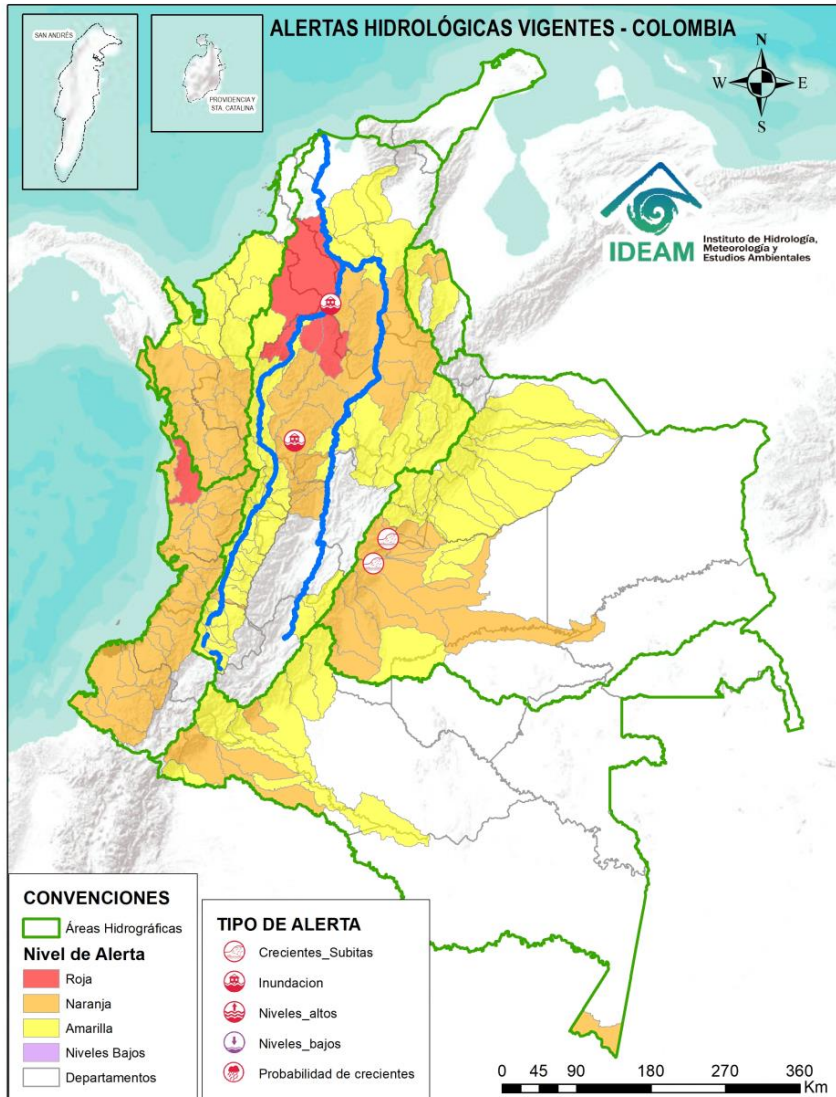 ALERTAS HIDROLÓGICAS VIGENTES - COLOMBIA
SAN ANDRÉS
PROVIDENCIA Y
STA. CATALINA
N
W
E
S
IDEAM
Instituto de Hidrología,
Meteorología y
Estudios Ambientales
CONVENCIONES
Áreas Hidrográficas
Nivel de Alerta
Roja
Naranja
Amarilla
Niveles Bajos
Departamentos
TIPO DE ALERTA
Crecientes_Subitas
Inundacion
Niveles_altos
Niveles_bajos
Probabilidad de crecientes
0 45 90 180 270 360
Km